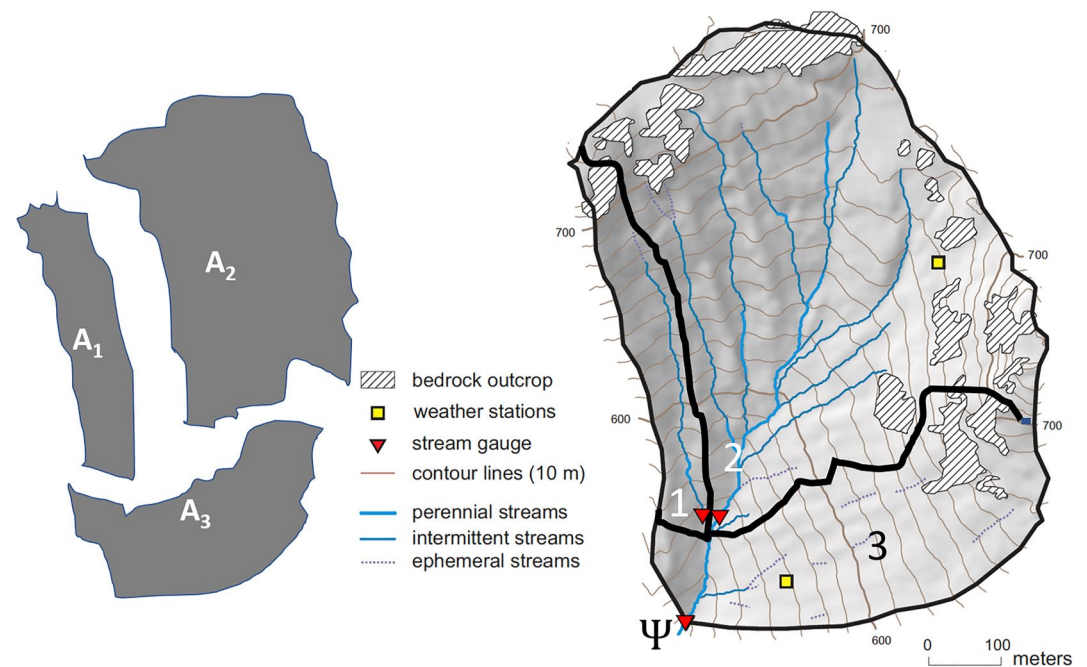 A1
A2
A3
bedrock outcrop
weather stations
stream gauge
contour lines (10 m)
perennial streams
intermittent streams
ephemeral streams
700
700
700
600
700
1
2
3
Ψ
600
0 100
meters